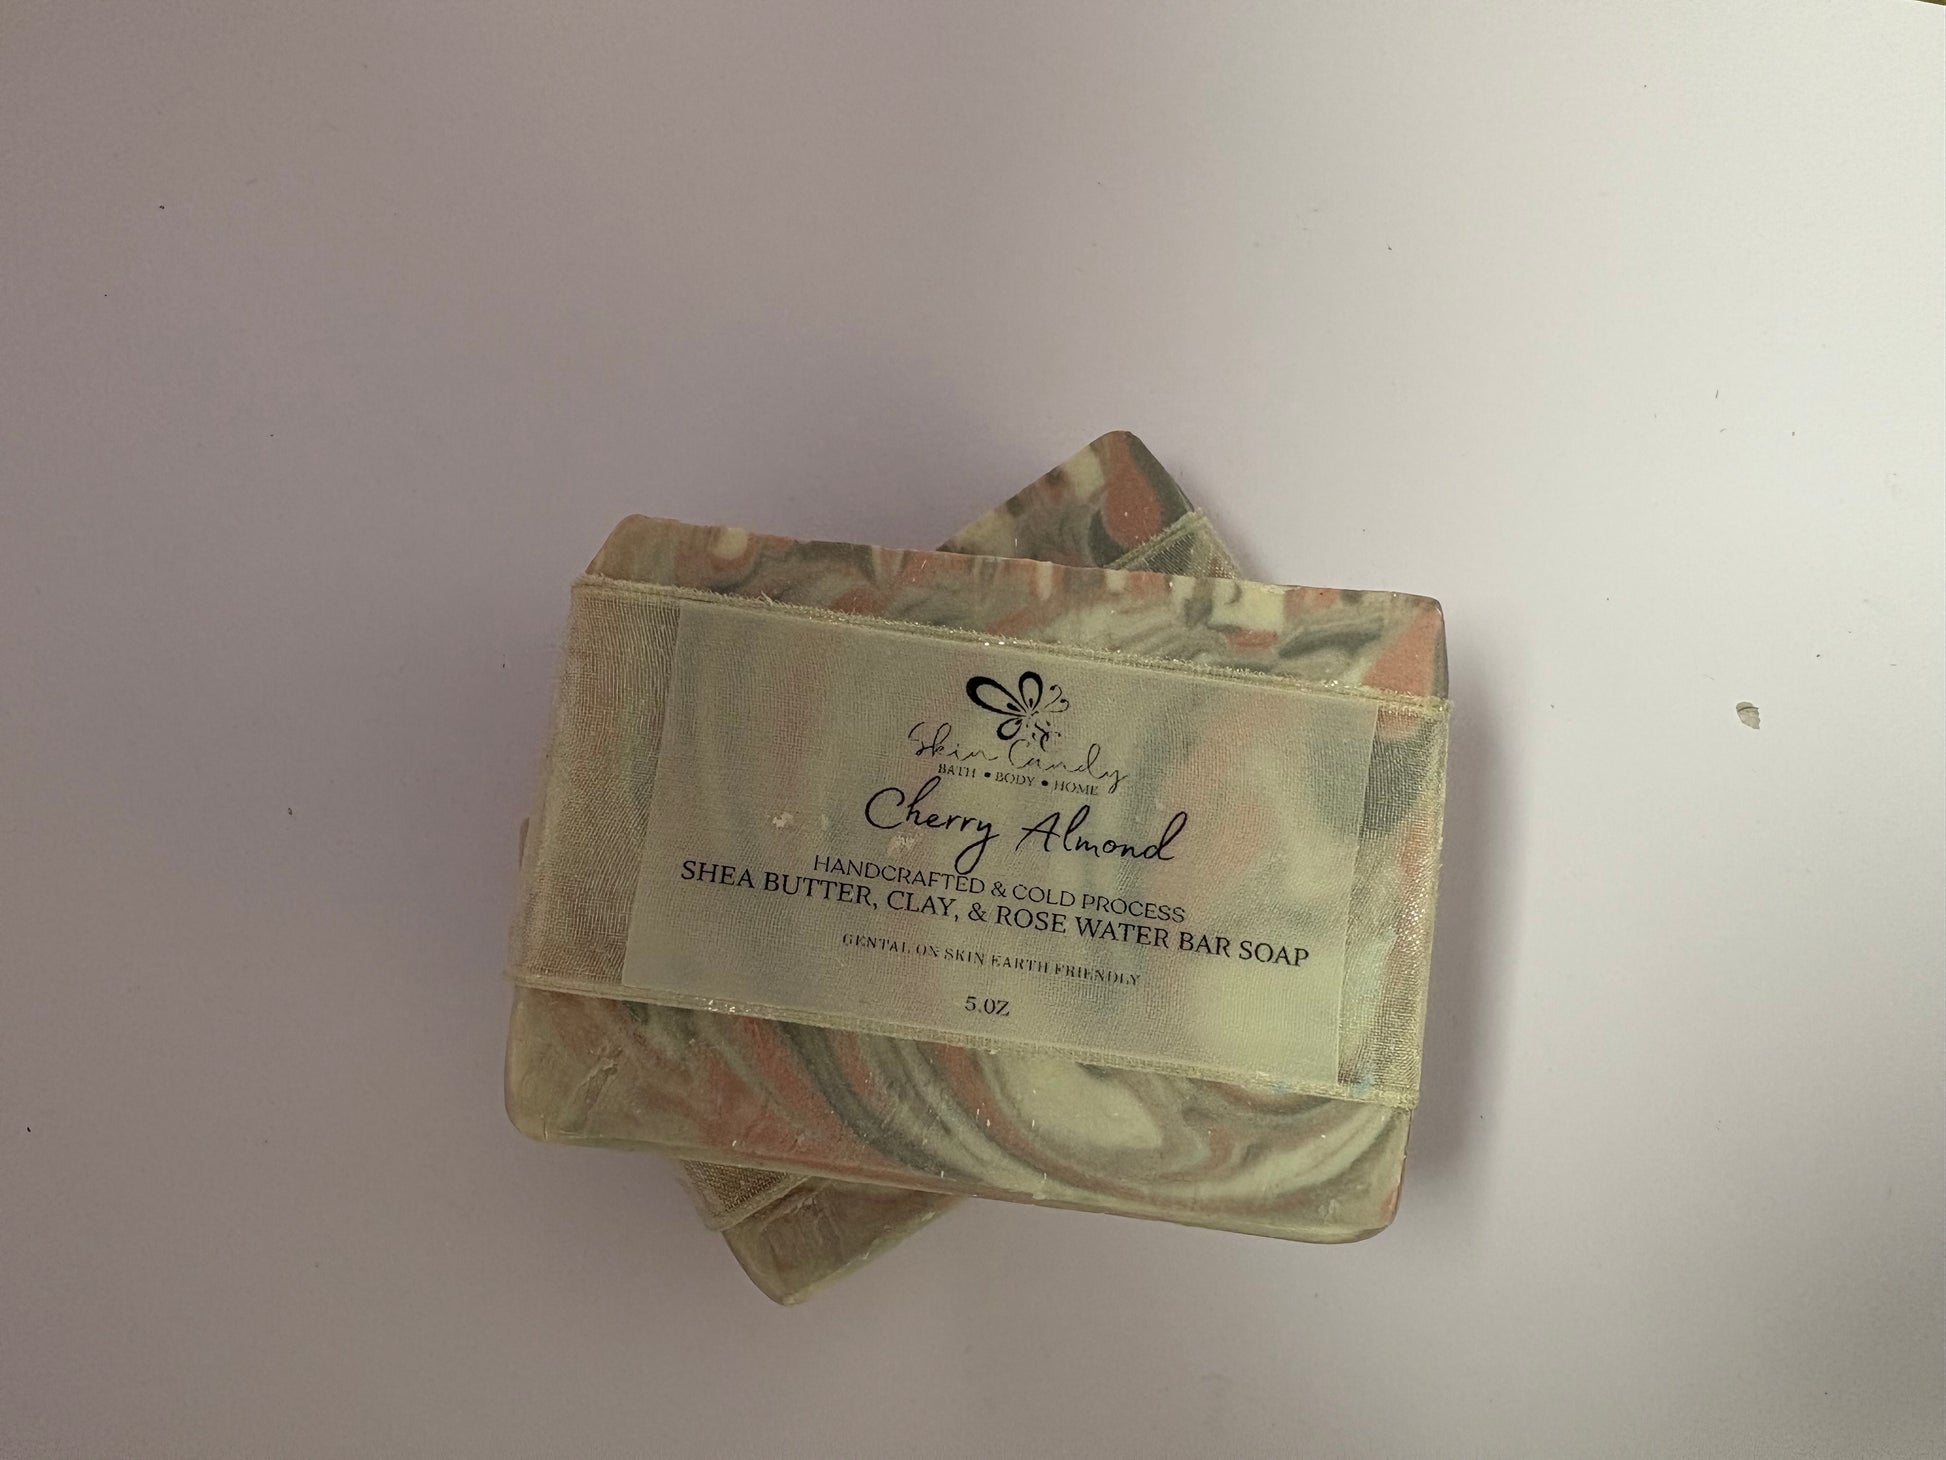 Skin Candy
BATH • BODY • HOME
Cherry Almond
HANDCRAFTED & COLD PROCESS
SHEA BUTTER, CLAY, & ROSE WATER BAR SOAP
GENTAL ON SKIN EARTH FRIENDLY
5.0Z